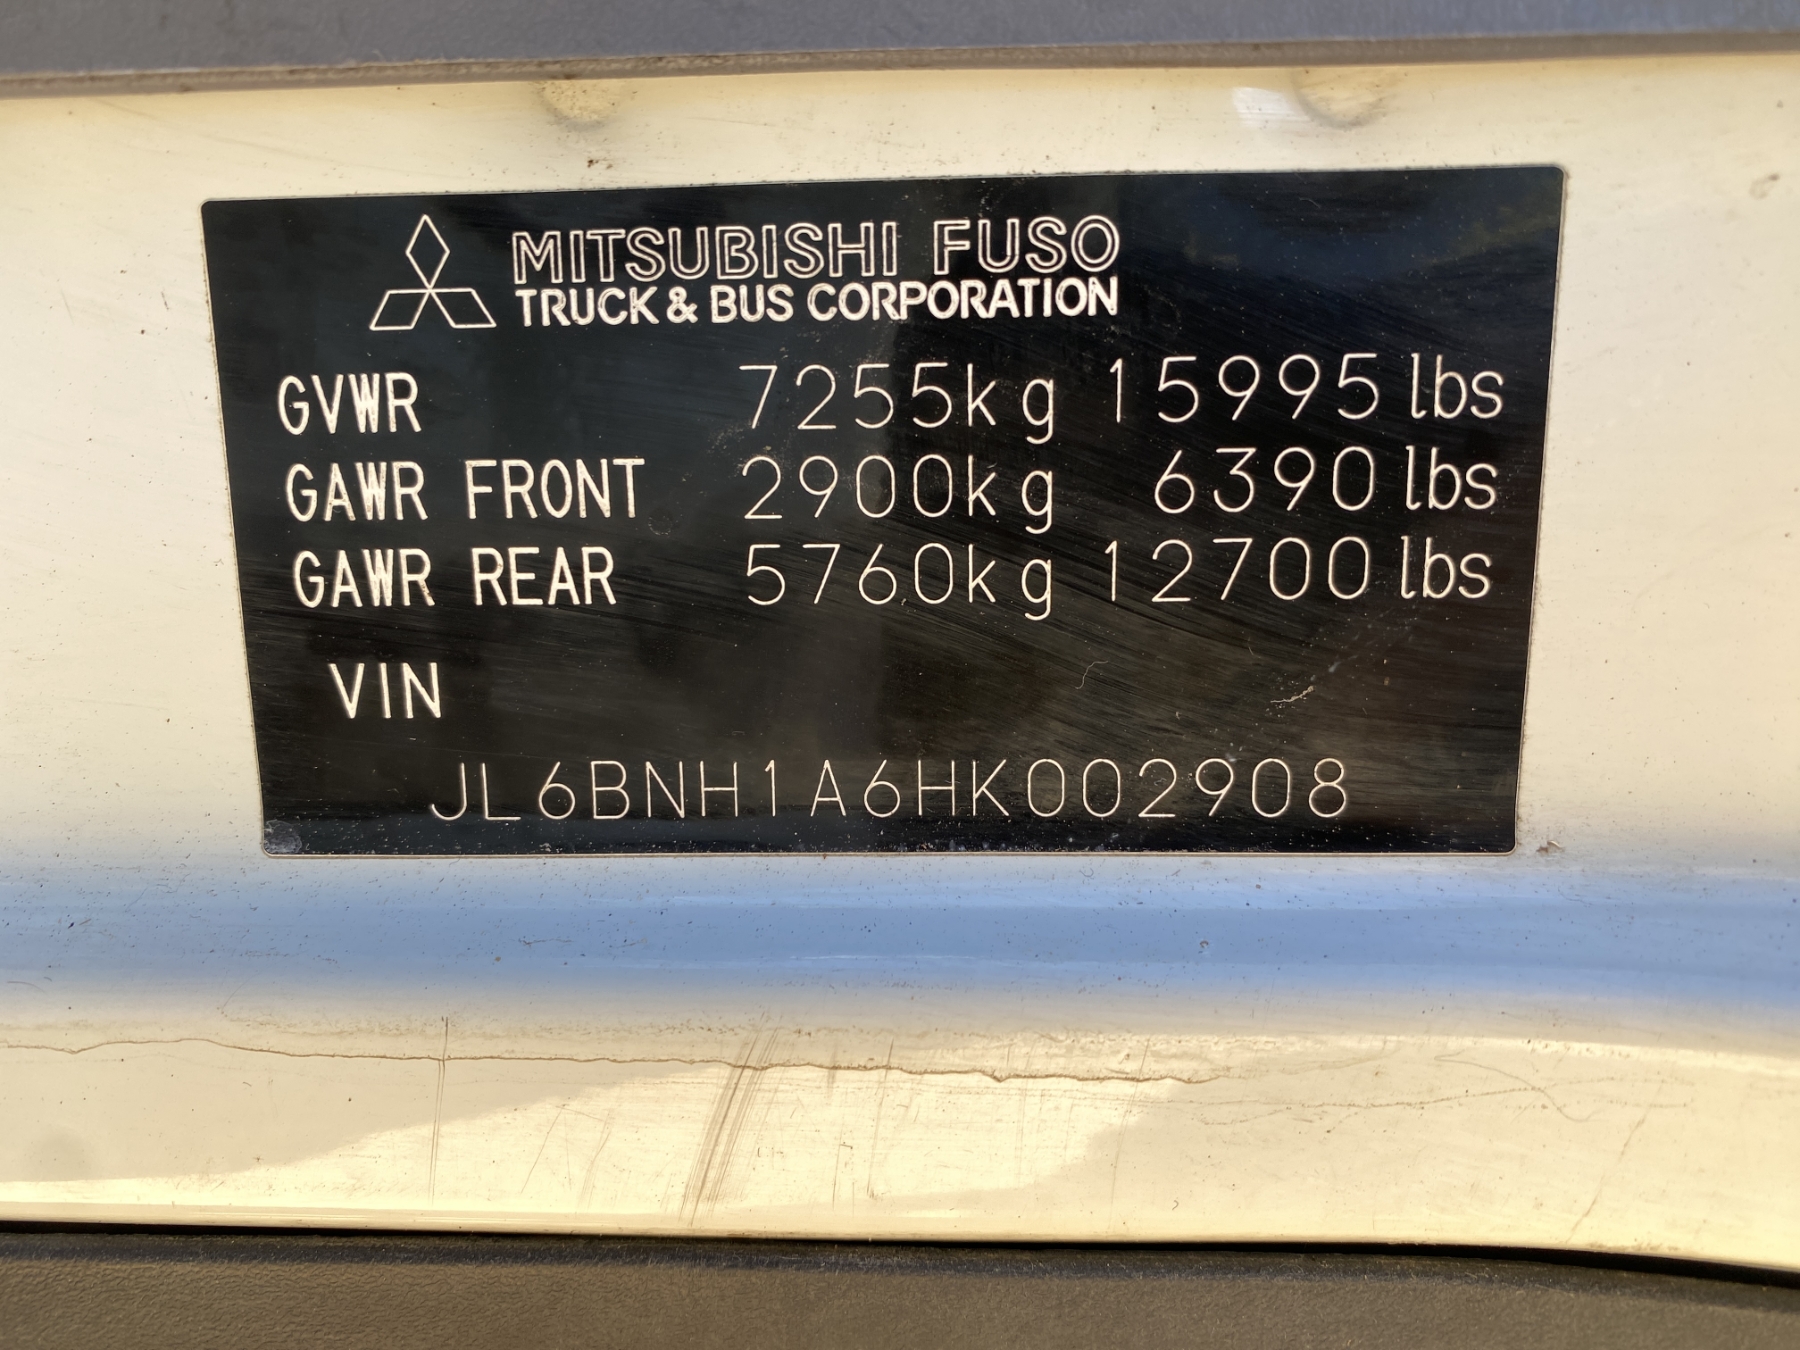 MITSUBISHI FUSO
TRUCK & BUS CORPORATION
GVWR 7255kg 15995 lbs
GAWR FRONT 2900kg 6390 lbs
GAWR REAR 5760kg 12700 lbs
VIN
JL6BNH1A6HK002908